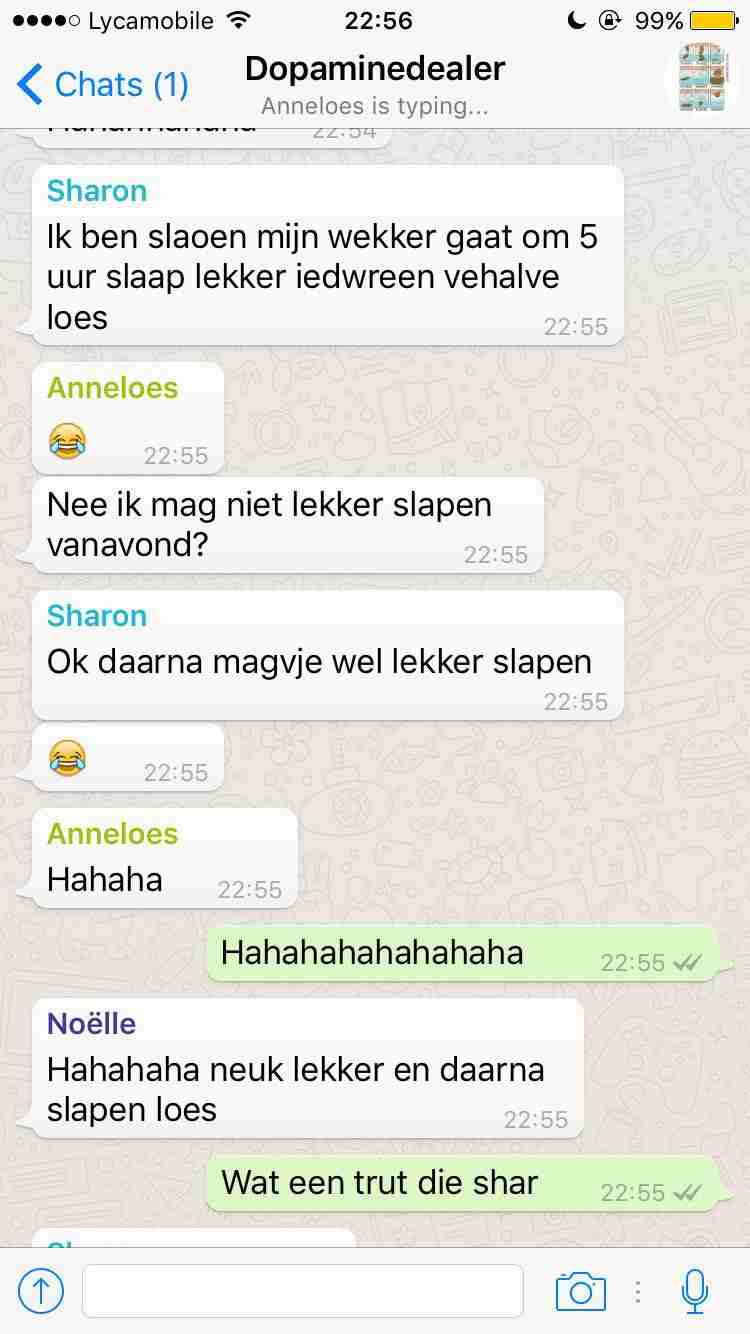 Lycamobile 22:56 99%
Chats (1) Dopaminedealer
Anneloes is typing...
22:54
Sharon
Ik ben slaoen mijn wekker gaat om 5
uur slaap lekker iedwreen vehalve
loes 22:55
Anneloes
😂 22:55
Nee ik mag niet lekker slapen
vanavond? 22:55
Sharon
Ok daarna magvje wel lekker slapen
22:55
😂 22:55
Anneloes
Hahaha 22:55
Hahahahahahahaha 22:55
Noëlle
Hahahaha neuk lekker en daarna
slapen loes 22:55
Wat een trut die shar 22:55